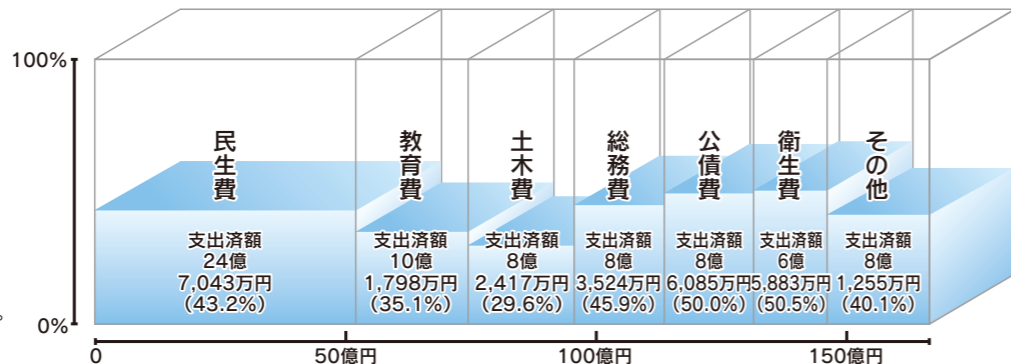 100%
民生費
教育費
土木費
総務費
公債費
衛生費
その他
支出済額
24億
7,043万円
(43.2%)
支出済額
10億
1,798万円
(35.1%)
支出済額
8億
2,417万円
(29.6%)
支出済額
8億
3,524万円
(45.9%)
支出済額
8億
6,085万円
(50.0%)
支出済額
6億
5,883万円
(50.5%)
支出済額
8億
1,255万円
(40.1%)
。
0%
0 50億円 100億円 150億円